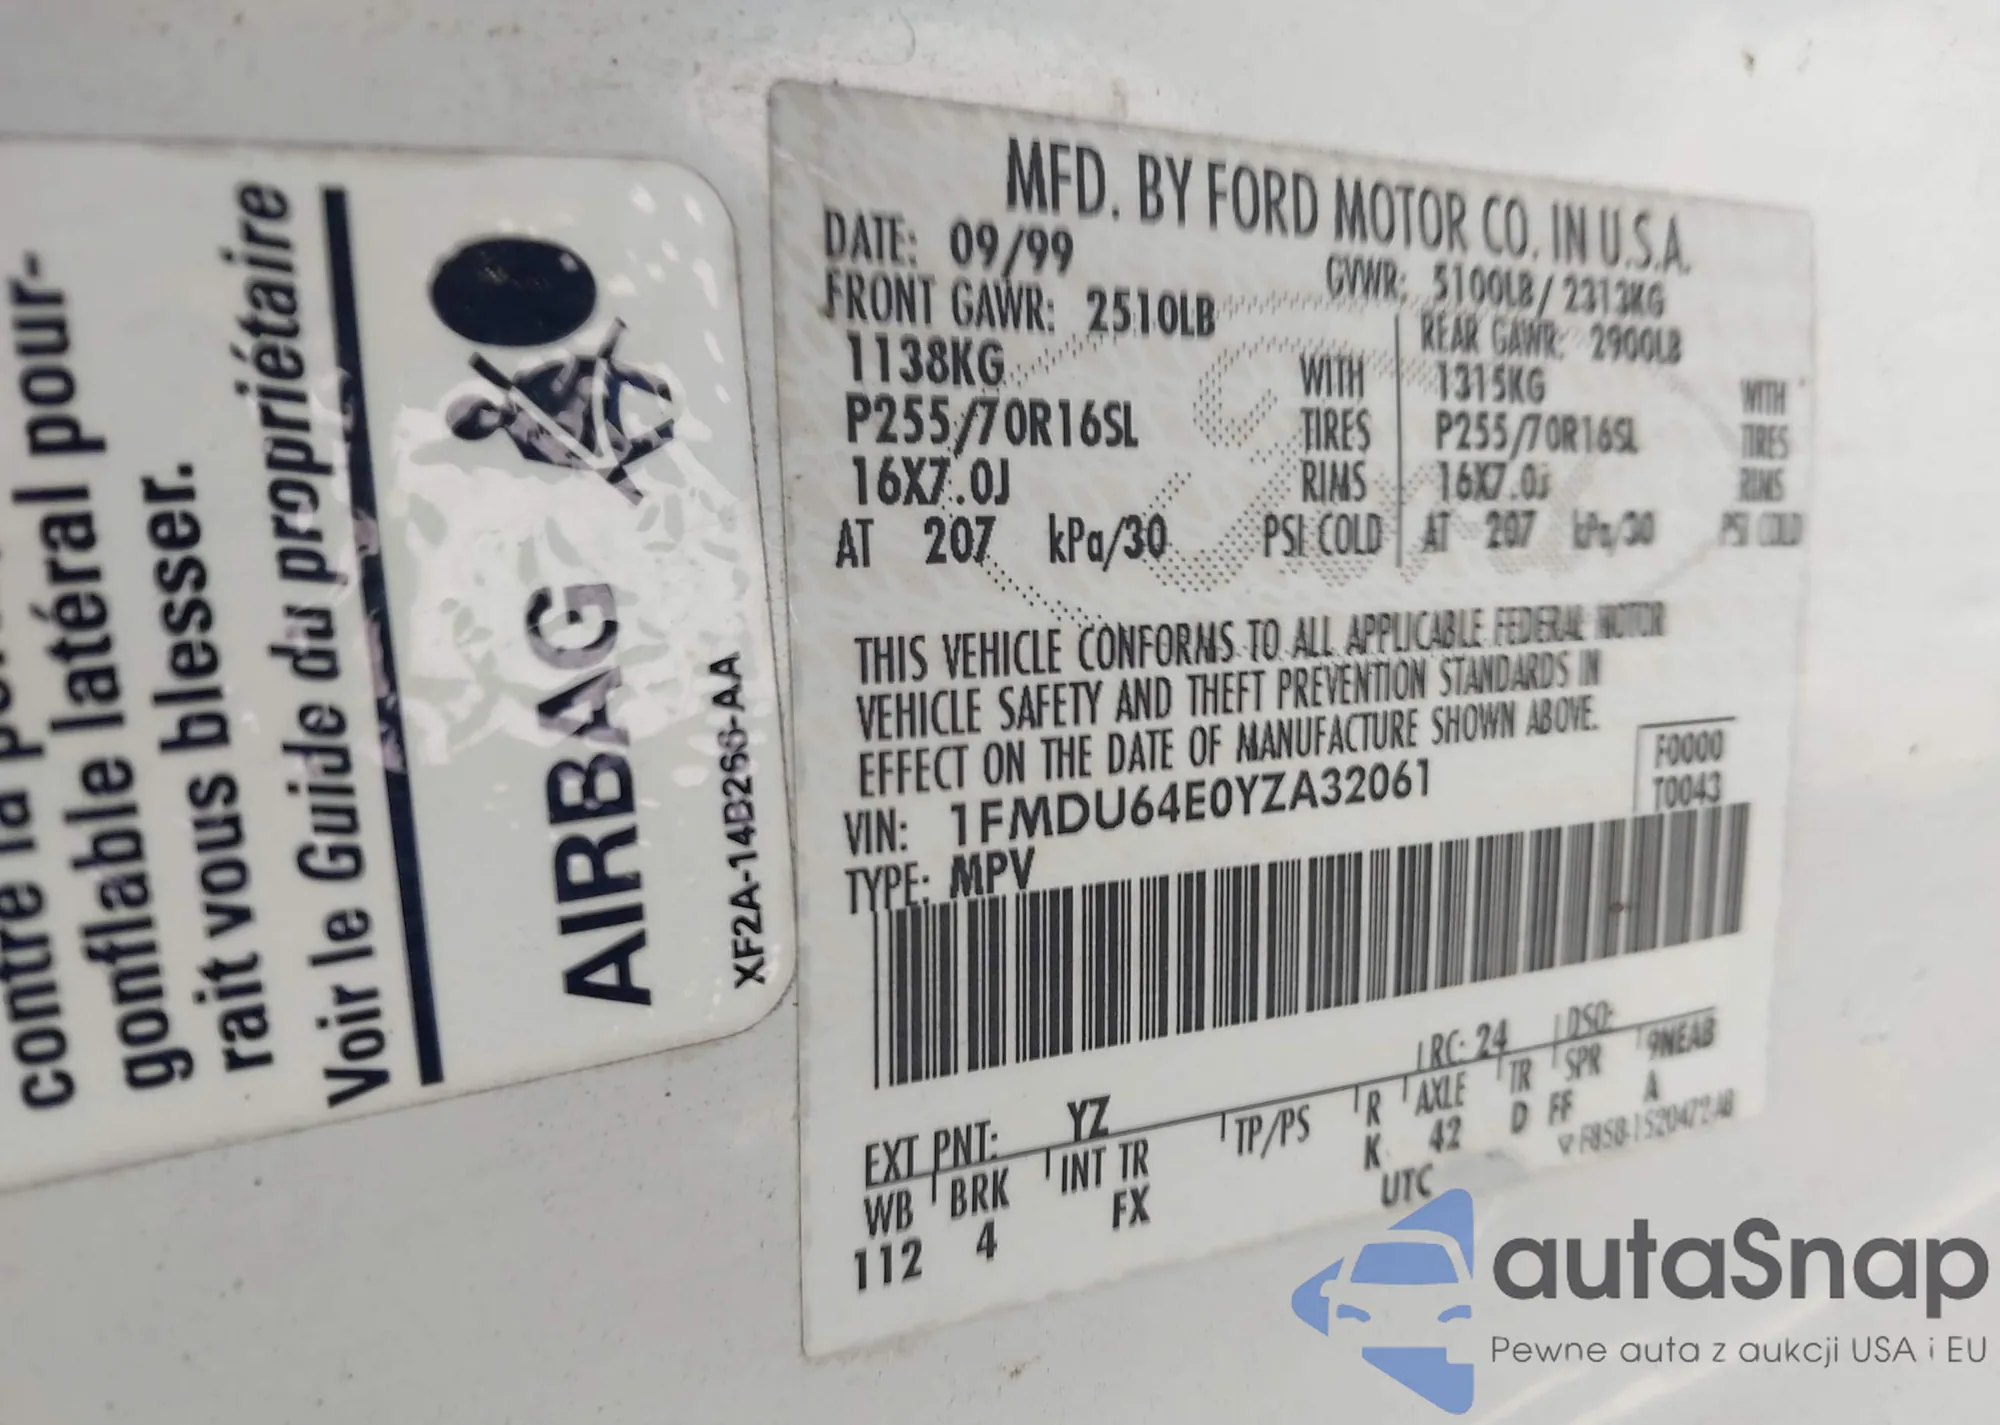 contre la
gonflable latéral pour-
rait vous blesser.
Voir le Guide du propriétaire
AIRBAG
XF2A-14B266-AA
MFD. BY FORD MOTOR CO. IN U.S.A.
DATE: 09/99
GVWR: 5100LB/2313KG
FRONT GAWR: 2510LB
1138KG WITH
P255/70R16SL TIRES
16X7.0J RIMS
AT 207 kPa/30 PSI COLD
REAR GAWR: 2900LB
1315KG WITH
P255/70R16SL TIRES
16X7.0J RIMS
AT 207 kPa/30 PSI COLD
THIS VEHICLE CONFORMS TO ALL APPLICABLE FEDERAL MOTOR
VEHICLE SAFETY AND THEFT PREVENTION STANDARDS IN
EFFECT ON THE DATE OF MANUFACTURE SHOWN ABOVE.
VIN: 1FMDU64E0YZA32061
TYPE: MPV
F0000
T0043
EXT PNT: YZ RC: 24 DSO:
WB BRK INT TR TP/PS R AXLE TR SPR 9NEAB
112 4 FX K 42 D FF A
UTC F85B-1520472-AB
autaSnap
Pewne auta z aukcji USA i EU